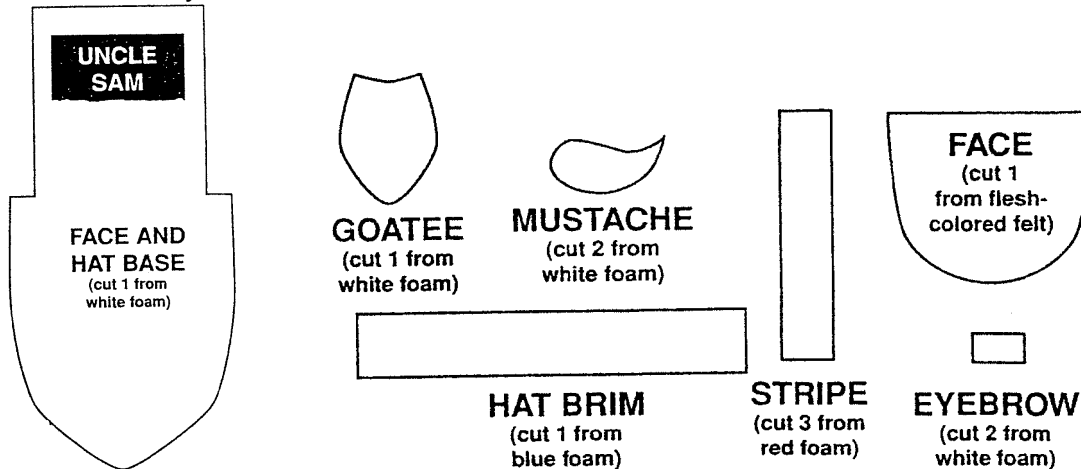 UNCLE
SAM
FACE AND
HAT BASE
(cut 1 from
white foam)
GOATEE
(cut 1 from
white foam)
MUSTACHE
(cut 2 from
white foam)
HAT BRIM
(cut 1 from
blue foam)
STRIPE
(cut 3 from
red foam)
FACE
(cut 1
from flesh-
colored felt)
EYEBROW
(cut 2 from
white foam)